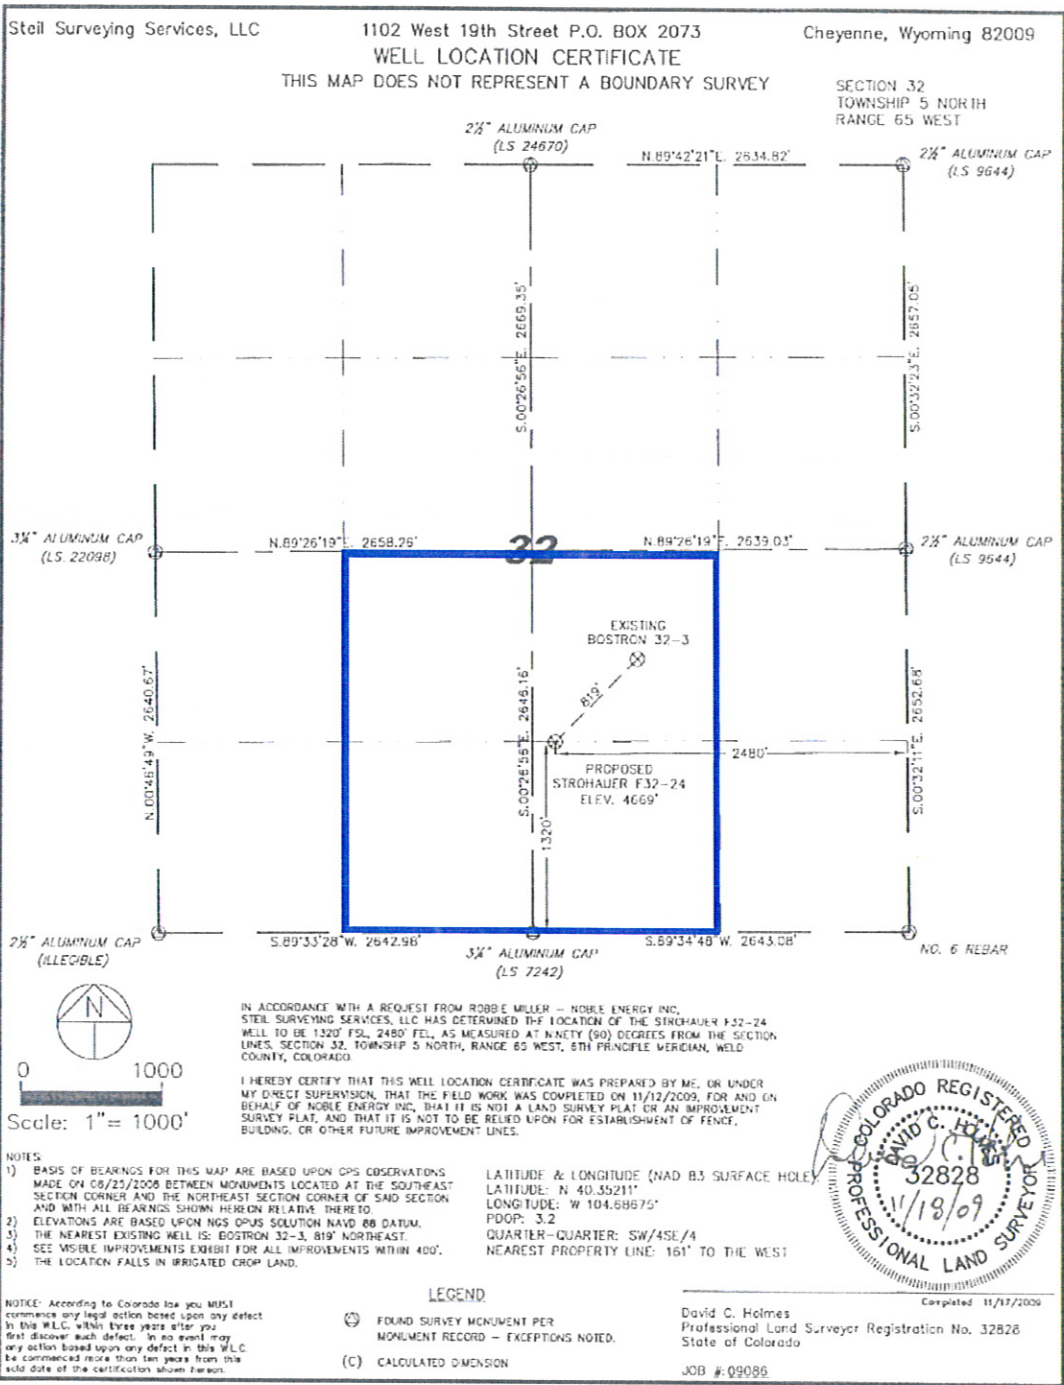 Steil Surveying Services, LLC
1102 West 19th Street P.O. BOX 2073
Cheyenne, Wyoming 82009
WELL LOCATION CERTIFICATE
THIS MAP DOES NOT REPRESENT A BOUNDARY SURVEY
SECTION 32
TOWNSHIP 5 NORTH
RANGE 65 WEST
2½" ALUMINUM CAP
(LS 24670)
N.89°42'21"E. 2634.82'
2½" ALUMINUM CAP
(LS 9644)
S.00°26'56"E. 2669.35'
S.00°32'23"E. 2657.05'
3¼" ALUMINUM CAP
(LS. 22098)
N.89°26'19"E. 2658.26'
32
N.89°26'19"E. 2639.03'
2½" ALUMINUM CAP
(LS 9644)
EXISTING
BOSTRON 32-3
819'
N.00°46'49"W. 2640.67'
S.00°26'56"E. 2646.16'
S.00°32'11"E. 2652.68'
2480'
PROPOSED
STROHAUER F32-24
ELEV. 4669'
1320'
2½" ALUMINUM CAP
(ILLEGIBLE)
S.89°33'28"W. 2642.98'
3¼" ALUMINUM CAP
(LS 7242)
S.89°34'48"W. 2643.08'
NO. 6 REBAR
N
0 1000
Scale: 1"= 1000'
IN ACCORDANCE WITH A REQUEST FROM ROBBIE MILLER – NOBLE ENERGY INC,
STEIL SURVEYING SERVICES, LLC HAS DETERMINED THE LOCATION OF THE STROHAUER F32-24
WELL TO BE 1320' FSL, 2480' FEL, AS MEASURED AT NINETY (90) DEGREES FROM THE SECTION
LINES, SECTION 32, TOWNSHIP 5 NORTH, RANGE 65 WEST, 6TH PRINCIPLE MERIDIAN, WELD
COUNTY, COLORADO
I HEREBY CERTIFY THAT THIS WELL LOCATION CERTIFICATE WAS PREPARED BY ME, OR UNDER
MY DIRECT SUPERVISION, THAT THE FIELD WORK WAS COMPLETED ON 11/12/2009, FOR AND ON
BEHALF OF NOBLE ENERGY INC, THAT IT IS NOT A LAND SURVEY PLAT OR AN IMPROVEMENT
SURVEY PLAT, AND THAT IT IS NOT TO BE RELIED UPON FOR ESTABLISHMENT OF FENCE,
BUILDING, OR OTHER FUTURE IMPROVEMENT LINES.
NOTES:
1) BASIS OF BEARINGS FOR THIS MAP ARE BASED UPON GPS OBSERVATIONS
MADE ON BETWEEN MONUMENTS LOCATED AT THE SOUTHEAST
SECTION CORNER AND THE NORTHEAST SECTION CORNER OF SAID SECTION
AND WITH ALL BEARINGS SHOWN HEREON RELATIVE THERETO.
2) ELEVATIONS ARE BASED UPON NGS OPUS SOLUTION NAVD 88 DATUM.
3) THE NEAREST EXISTING WELL IS: BOSTRON 32-3, 819' NORTHEAST.
4) SEE VISIBLE IMPROVEMENTS EXHIBIT FOR ALL IMPROVEMENTS WITHIN 400'.
5) THE LOCATION FALLS IN IRRIGATED CROP LAND.
LATITUDE & LONGITUDE (NAD 83 SURFACE HOLE)
LATITUDE: N 40.35211°
LONGITUDE: W 104.68675°
PDOP: 3.2
QUARTER-QUARTER: SW/4SE/4
NEAREST PROPERTY LINE: 161' TO THE WEST
COLORADO REGISTERED
DAVID C. HOLMES
32828
11/18/09
PROFESSIONAL LAND SURVEYOR
NOTICE: According to Colorado law you MUST
commence any legal action based upon any defect
in this W.L.C. within three years after you
first discover such defect. In no event may
any action based upon any defect in this W.L.C.
be commenced more than ten years from this
said date of the certification shown hereon.
LEGEND
FOUND SURVEY MONUMENT PER
MONUMENT RECORD – EXCEPTIONS NOTED.
(C) CALCULATED DIMENSION
Completed 11/17/2009
David C. Holmes
Professional Land Surveyor Registration No. 32828
State of Colorado
JOB #: 09086